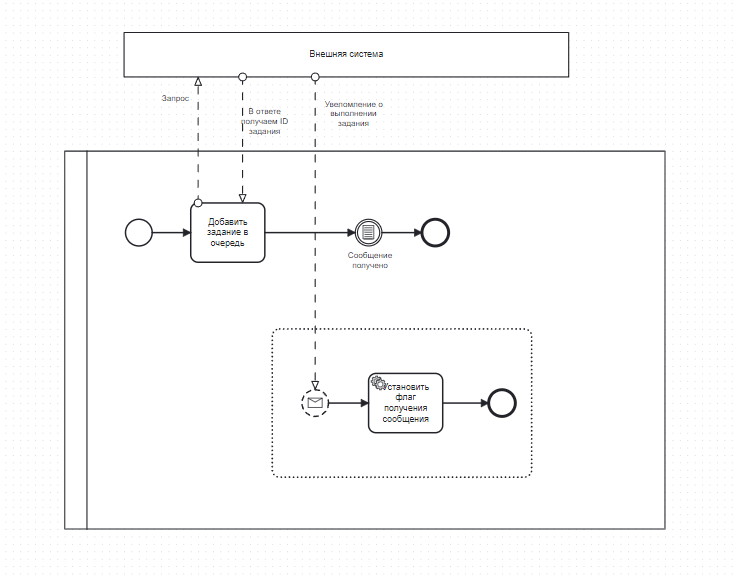 Внешняя система
Запрос
В ответе
получаем ID
задания
Увеломление о
выполнении
задания
Добавить
задание в
очередь
Сообщение
получено
Установить
флаг
получения
сообщения